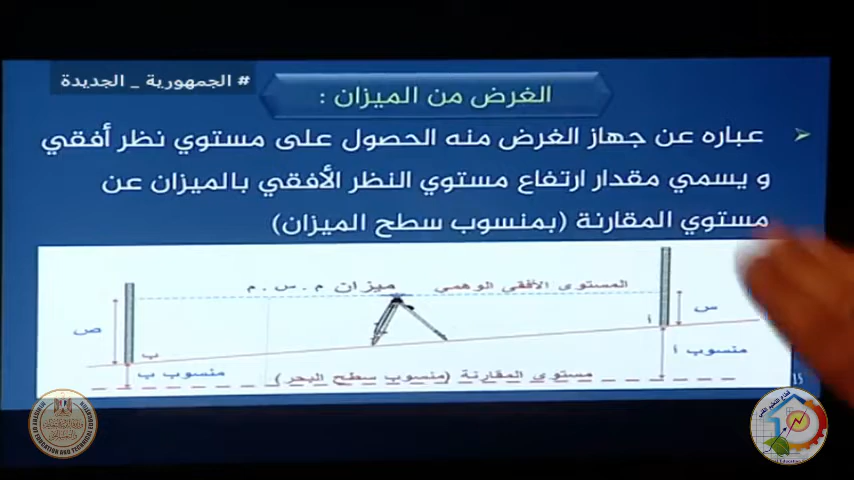 # الجمهورية _ الجديدة
الغرض من الميزان :
عباره عن جهاز الغرض منه الحصول على مستوي نظر أفقي
و يسمي مقدار ارتفاع مستوي النظر الأفقي بالميزان عن
مستوي المقارنة (بمنسوب سطح الميزان)
المستوى الأفقي الوهمي
ميزان م . س . م
س
ص
أ
ب
منسوب أ
منسوب ب
مستوى المقارنة (منسوب سطح البحر)
١٤